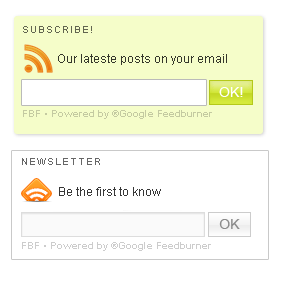 SUBSCRIBE!
Our lateste posts on your email
OK!
FBF • Powered by ®Google Feedburner
NEWSLETTER
Be the first to know
OK
FBF • Powered by ®Google Feedburner